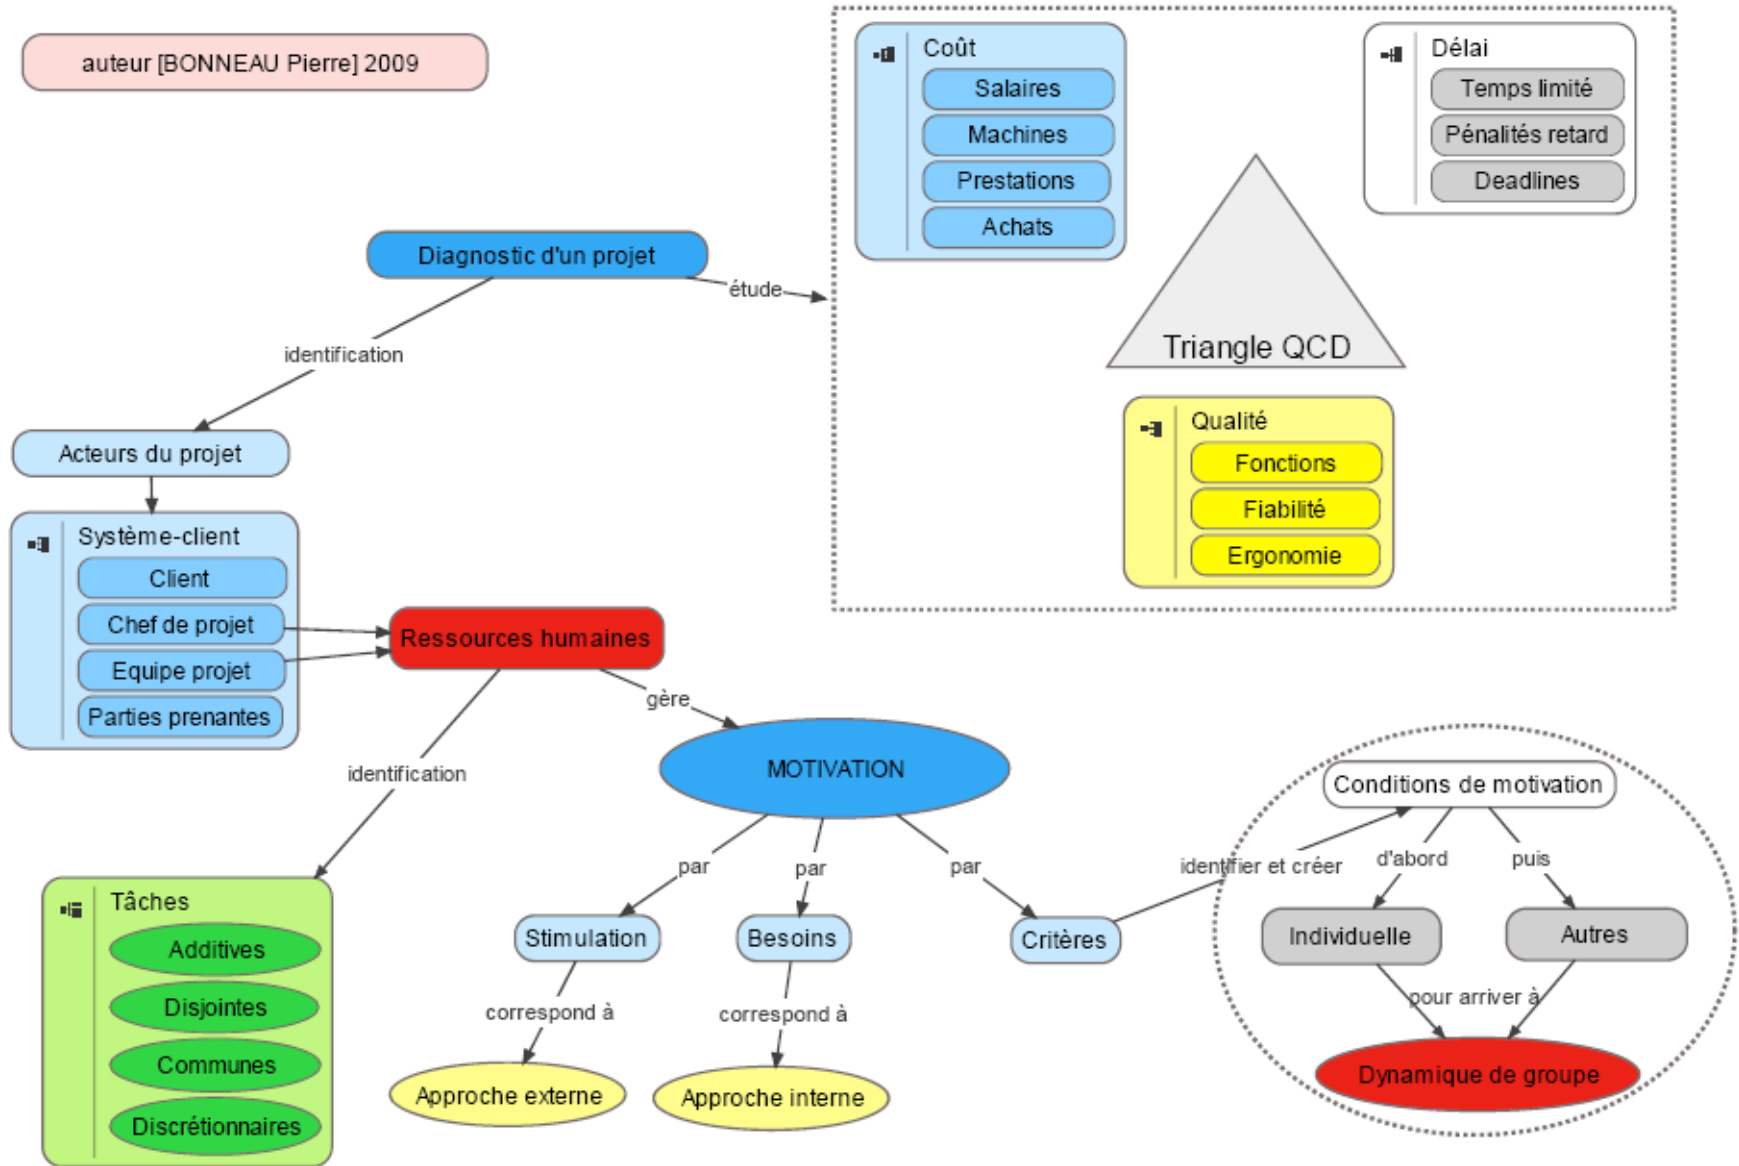 auteur [BONNEAU Pierre] 2009
Coût
Salaires
Machines
Prestations
Achats
Délai
Temps limité
Pénalités retard
Deadlines
Triangle QCD
Qualité
Fonctions
Fiabilité
Ergonomie
Diagnostic d'un projet
étude
identification
Acteurs du projet
Système-client
Client
Chef de projet
Equipe projet
Parties prenantes
Ressources humaines
gère
identification
MOTIVATION
Tâches
Additives
Disjointes
Communes
Discrétionnaires
par
par
par
Stimulation
Besoins
Critères
correspond à
correspond à
Approche externe
Approche interne
identifier et créer
Conditions de motivation
d'abord
puis
Individuelle
Autres
pour arriver à
Dynamique de groupe